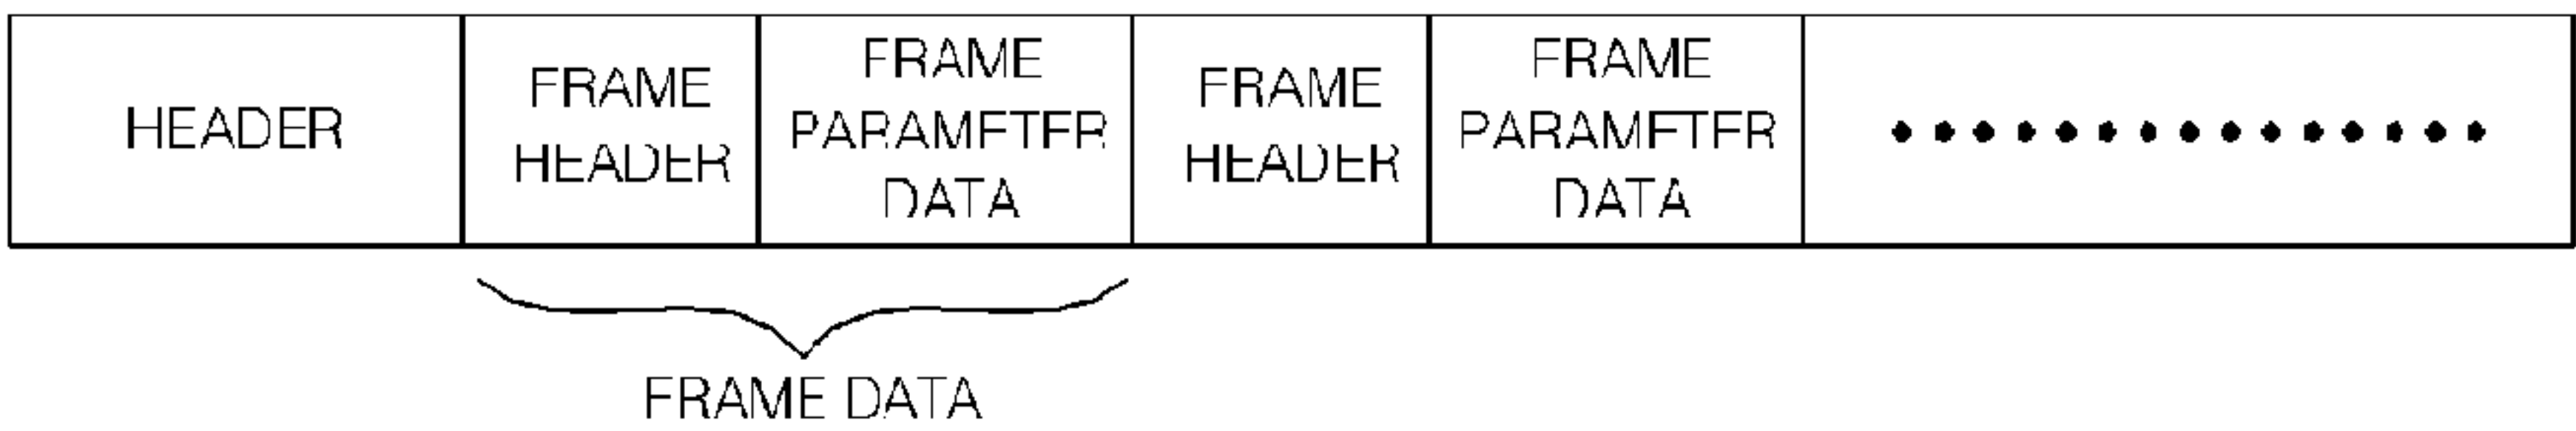 HEADER
FRAME
HEADER
FRAME
PARAMETER
DATA
FRAME
HEADER
FRAME
PARAMETER
DATA
FRAME DATA